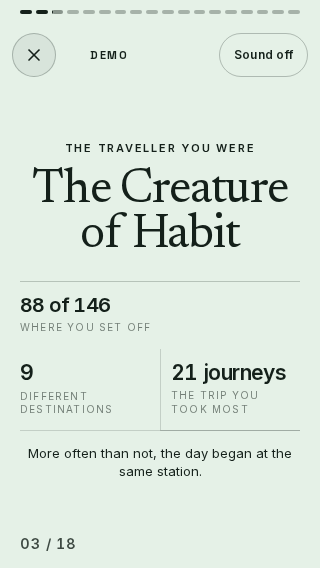 DEMO
Sound off
THE TRAVELLER YOU WERE
The Creature
of Habit
88 of 146
WHERE YOU SET OFF
9
DIFFERENT
DESTINATIONS
21 journeys
THE TRIP YOU
TOOK MOST
More often than not, the day began at the
same station.
03 / 18